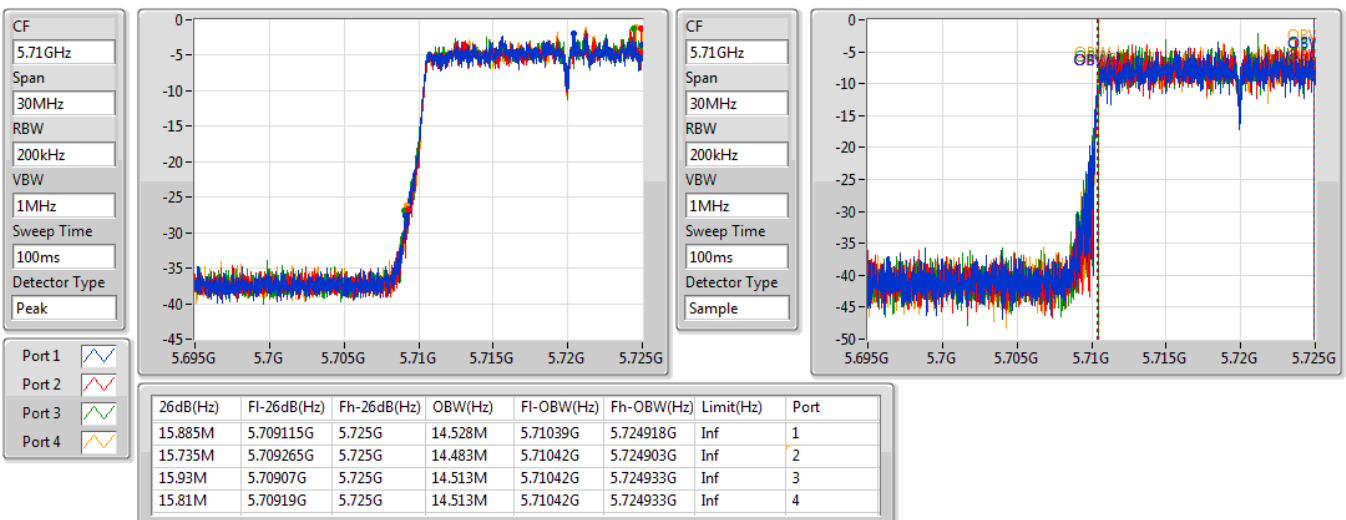 CF
5.71GHz
Span
30MHz
RBW
200kHz
VBW
1MHz
Sweep Time
100ms
Detector Type
Peak
0
-5
-10
-15
-20
-25
-30
-35
-40
-45
5.695G 5.7G 5.705G 5.71G 5.715G 5.72G 5.725G
CF
5.71GHz
Span
30MHz
RBW
200kHz
VBW
1MHz
Sweep Time
100ms
Detector Type
Sample
0
-5
-10
-15
-20
-25
-30
-35
-40
-45
-50
5.695G 5.7G 5.705G 5.71G 5.715G 5.72G 5.725G
Port 1
Port 2
Port 3
Port 4
26dB(Hz) Fl-26dB(Hz) Fh-26dB(Hz) OBW(Hz) Fl-OBW(Hz) Fh-OBW(Hz) Limit(Hz) Port
15.885M 5.709115G 5.725G 14.528M 5.71039G 5.724918G Inf 1
15.735M 5.709265G 5.725G 14.483M 5.71042G 5.724903G Inf 2
15.93M 5.70907G 5.725G 14.513M 5.71042G 5.724933G Inf 3
15.81M 5.70919G 5.725G 14.513M 5.71042G 5.724933G Inf 4